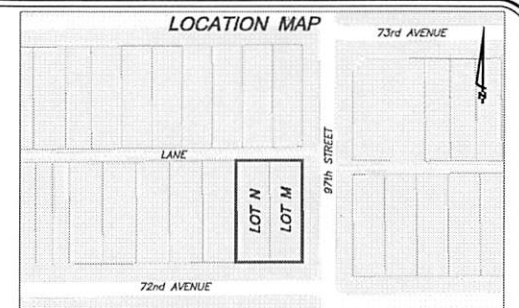 LOCATION MAP
73rd AVENUE
N
LANE
97th STREET
LOT N
LOT M
72nd AVENUE